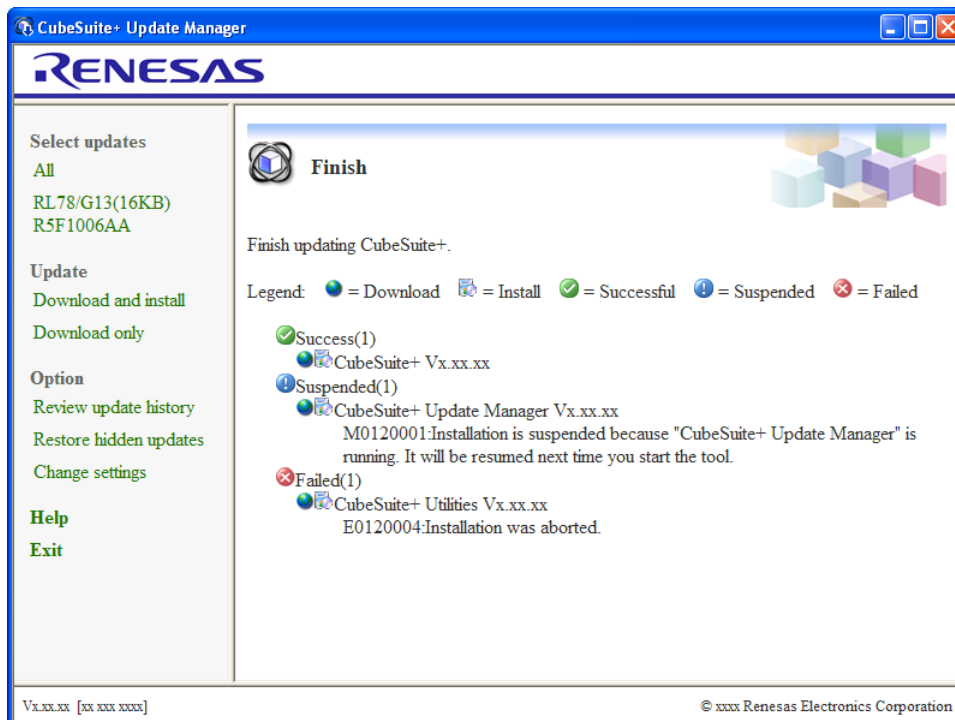 CubeSuite+ Update Manager
RENESAS
Select updates
All
RL78/G13(16KB)
R5F1006AA
Update
Download and install
Download only
Option
Review update history
Restore hidden updates
Change settings
Help
Exit
Finish
Finish updating CubeSuite+.
Legend: = Download = Install = Successful = Suspended = Failed
Success(1)
CubeSuite+ Vx.xx.xx
Suspended(1)
CubeSuite+ Update Manager Vx.xx.xx
M0120001:Installation is suspended because "CubeSuite+ Update Manager" is
running. It will be resumed next time you start the tool.
Failed(1)
CubeSuite+ Utilities Vx.xx.xx
E0120004:Installation was aborted.
Vx.xx.xx [xx xxx xxxx]
© xxxx Renesas Electronics Corporation